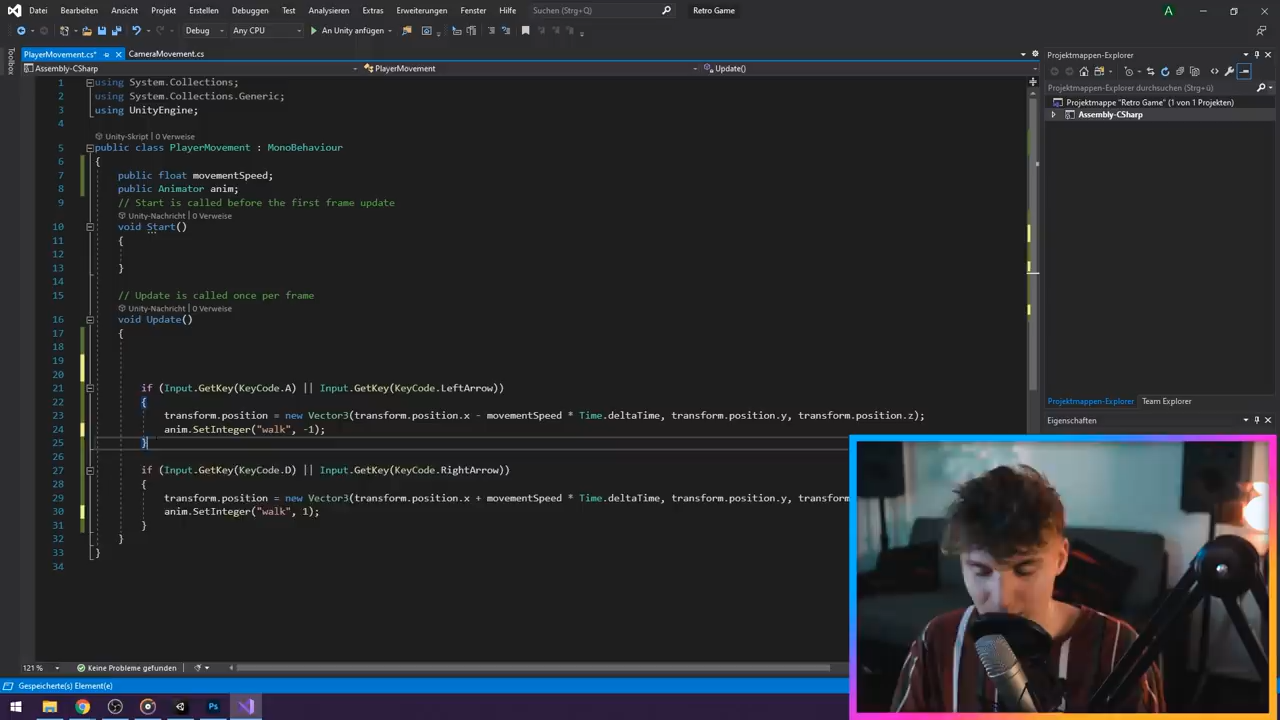 Datei Bearbeiten Ansicht Projekt Erstellen Debuggen Test Analysieren Extras Erweiterungen Fenster Hilfe Suchen (Strg+Q) Retro Game A
Debug Any CPU An Unity anfügen
PlayerMovement.cs* CameraMovement.cs
Assembly-CSharp PlayerMovement Update()
Toolbox
1 using System.Collections;
2 using System.Collections.Generic;
3 using UnityEngine;
4
Unity-Skript | 0 Verweise
5 public class PlayerMovement : MonoBehaviour
6 {
7 public float movementSpeed;
8 public Animator anim;
9 // Start is called before the first frame update
Unity-Nachricht | 0 Verweise
10 void Start()
11 {
12
13 }
14
15 // Update is called once per frame
Unity-Nachricht | 0 Verweise
16 void Update()
17 {
18
19
20
21 if (Input.GetKey(KeyCode.A) || Input.GetKey(KeyCode.LeftArrow))
22 {
23 transform.position = new Vector3(transform.position.x - movementSpeed * Time.deltaTime, transform.position.y, transform.position.z);
24 anim.SetInteger("walk", -1);
25 }
26
27 if (Input.GetKey(KeyCode.D) || Input.GetKey(KeyCode.RightArrow))
28 {
29 transform.position = new Vector3(transform.position.x + movementSpeed * Time.deltaTime, transform.position.y, transform
30 anim.SetInteger("walk", 1);
31 }
32 }
33 }
34
121 % Keine Probleme gefunden
Gespeicherte(s) Element(e)
Projektmappen-Explorer
Projektmappen-Explorer durchsuchen (Strg+ü)
Projektmappe "Retro Game" (1 von 1 Projekten)
Assembly-CSharp
Projektmappen-Explorer Team Explorer
Eigenschaften
Ps